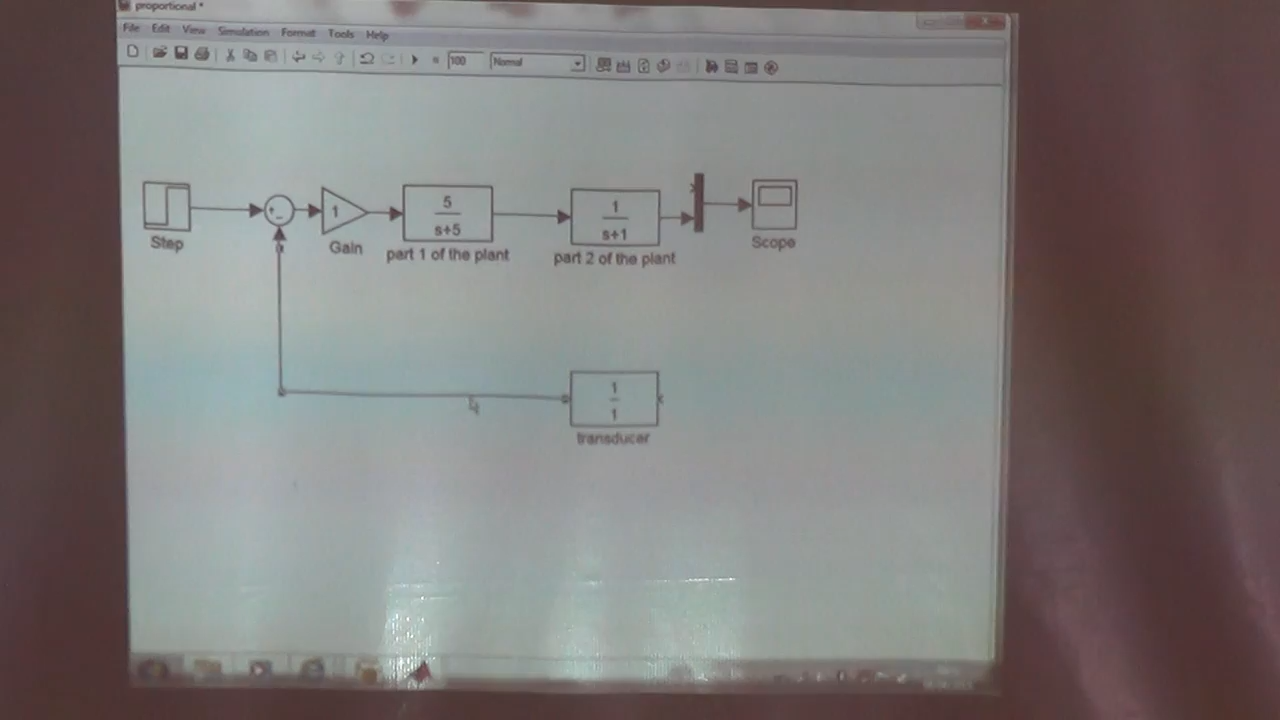 proportional *
File Edit View Simulation Format Tools Help
100 Normal
Step
+
-
1
Gain
5
s+5
part 1 of the plant
1
s+1
part 2 of the plant
Scope
1
1
transducer